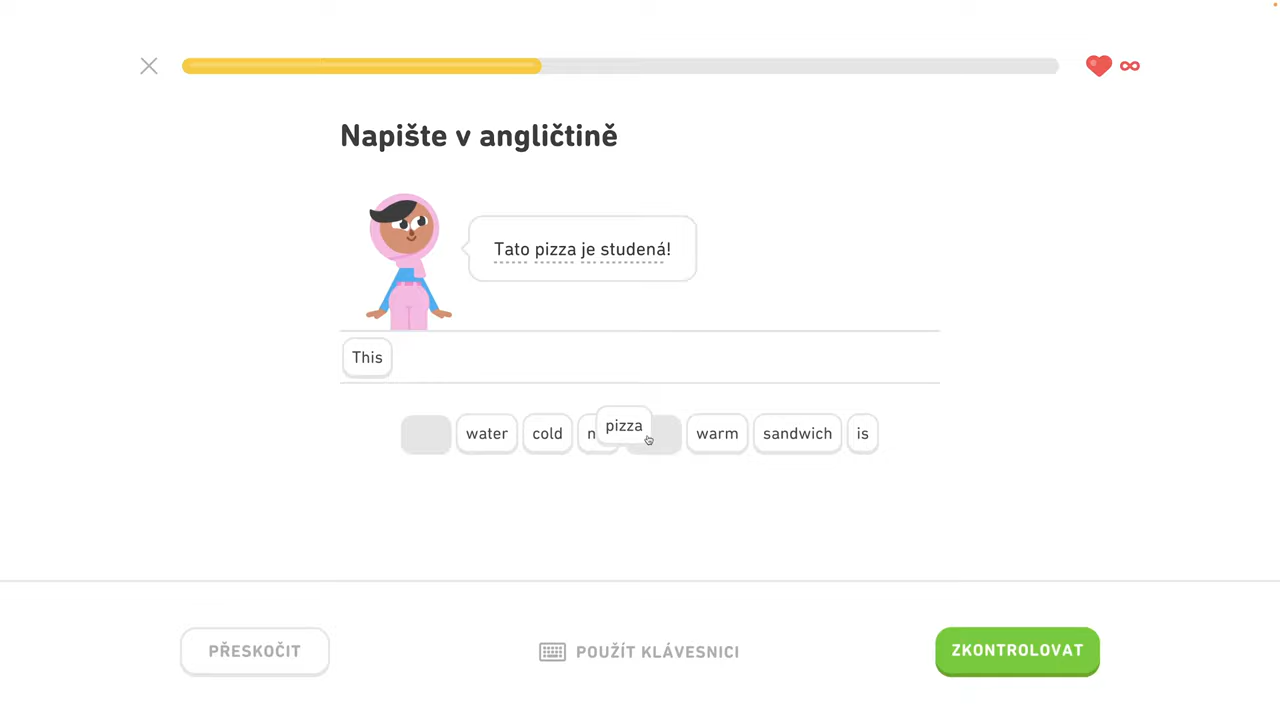 Napište v angličtině
Tato pizza je studená!
This
water cold pizza warm sandwich is
PŘESKOČIT POUŽÍT KLÁVESNICI ZKONTROLOVAT